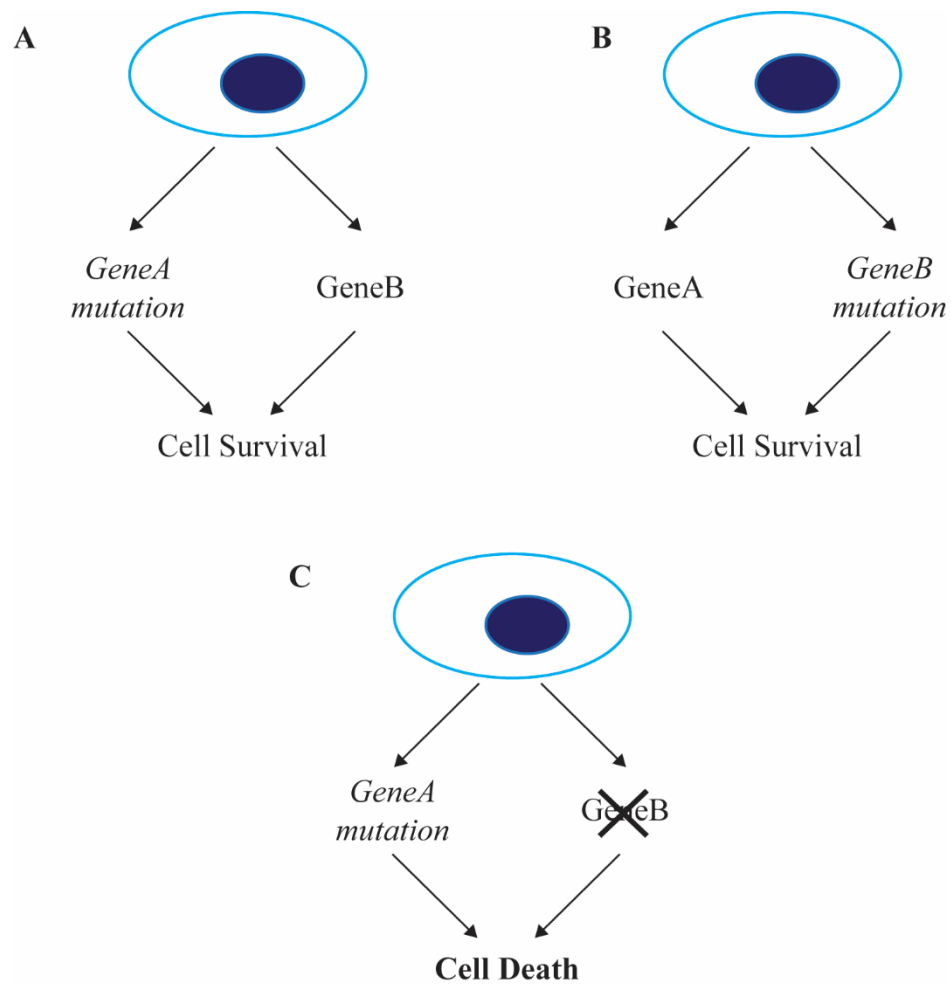 A
B
GeneA
mutation
GeneB
GeneA
GeneB
mutation
Cell Survival
Cell Survival
C
GeneA
mutation
GeneB
Cell Death